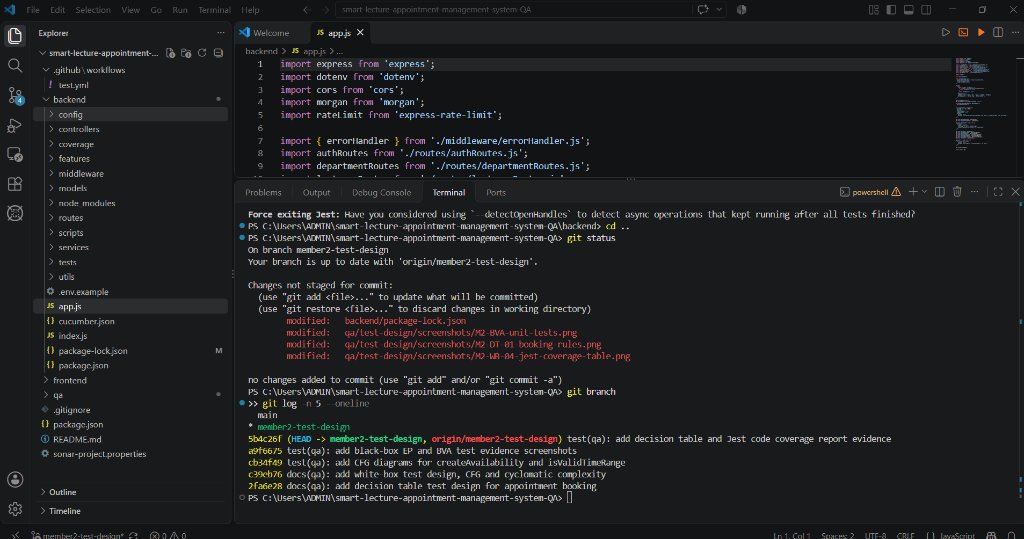 File Edit Selection View Go Run Terminal Help
smart-lecture-appointment-management-system-QA
Explorer
smart-lecture-appointment-...
.github\workflows
test.yml
backend
config
controllers
coverage
features
middleware
models
node_modules
routes
scripts
services
tests
utils
.env.example
app.js
cucumber.json
index.js
package-lock.json M
package.json
frontend
qa
.gitignore
package.json
README.md
sonar-project.properties
Outline
Timeline
4
Welcome
JS app.js
backend > JS app.js > ...
1 import express from 'express';
2 import dotenv from 'dotenv';
3 import cors from 'cors';
4 import morgan from 'morgan';
5 import rateLimit from 'express-rate-limit';
6
7 import { errorHandler } from './middleware/errorHandler.js';
8 import authRoutes from './routes/authRoutes.js';
9 import departmentRoutes from './routes/departmentRoutes.js';
Problems Output Debug Console Terminal Ports
powershell
Force exiting Jest: Have you considered using `--detectOpenHandles` to detect async operations that kept running after all tests finished?
PS C:\Users\ADMIN\smart-lecture-appointment-management-system-QA\backend> cd ..
PS C:\Users\ADMIN\smart-lecture-appointment-management-system-QA> git status
On branch member2-test-design
Your branch is up to date with 'origin/member2-test-design'.
Changes not staged for commit:
(use "git add <file>..." to update what will be committed)
(use "git restore <file>..." to discard changes in working directory)
modified: backend/package-lock.json
modified: qa/test-design/screenshots/M2-BVA-unit-tests.png
modified: qa/test-design/screenshots/M2-DT-01-booking-rules.png
modified: qa/test-design/screenshots/M2-WB-04-jest-coverage-table.png
no changes added to commit (use "git add" and/or "git commit -a")
PS C:\Users\ADMIN\smart-lecture-appointment-management-system-QA> git branch
>> git log -n 5 --oneline
main
* member2-test-design
5b4c26f (HEAD -> member2-test-design, origin/member2-test-design) test(qa): add decision table and Jest code coverage report evidence
a9f6675 test(qa): add black-box EP and BVA test evidence screenshots
cb34f49 test(qa): add CFG diagrams for createAvailability and isValidTimeRange
c39eb76 docs(qa): add white-box test design, CFG and cyclomatic complexity
2fa6e28 docs(qa): add decision table test design for appointment booking
PS C:\Users\ADMIN\smart-lecture-appointment-management-system-QA>
member2-test-design* 0 0 Ln 1, Col 1 Spaces: 2 UTF-8 CRLF {} JavaScript